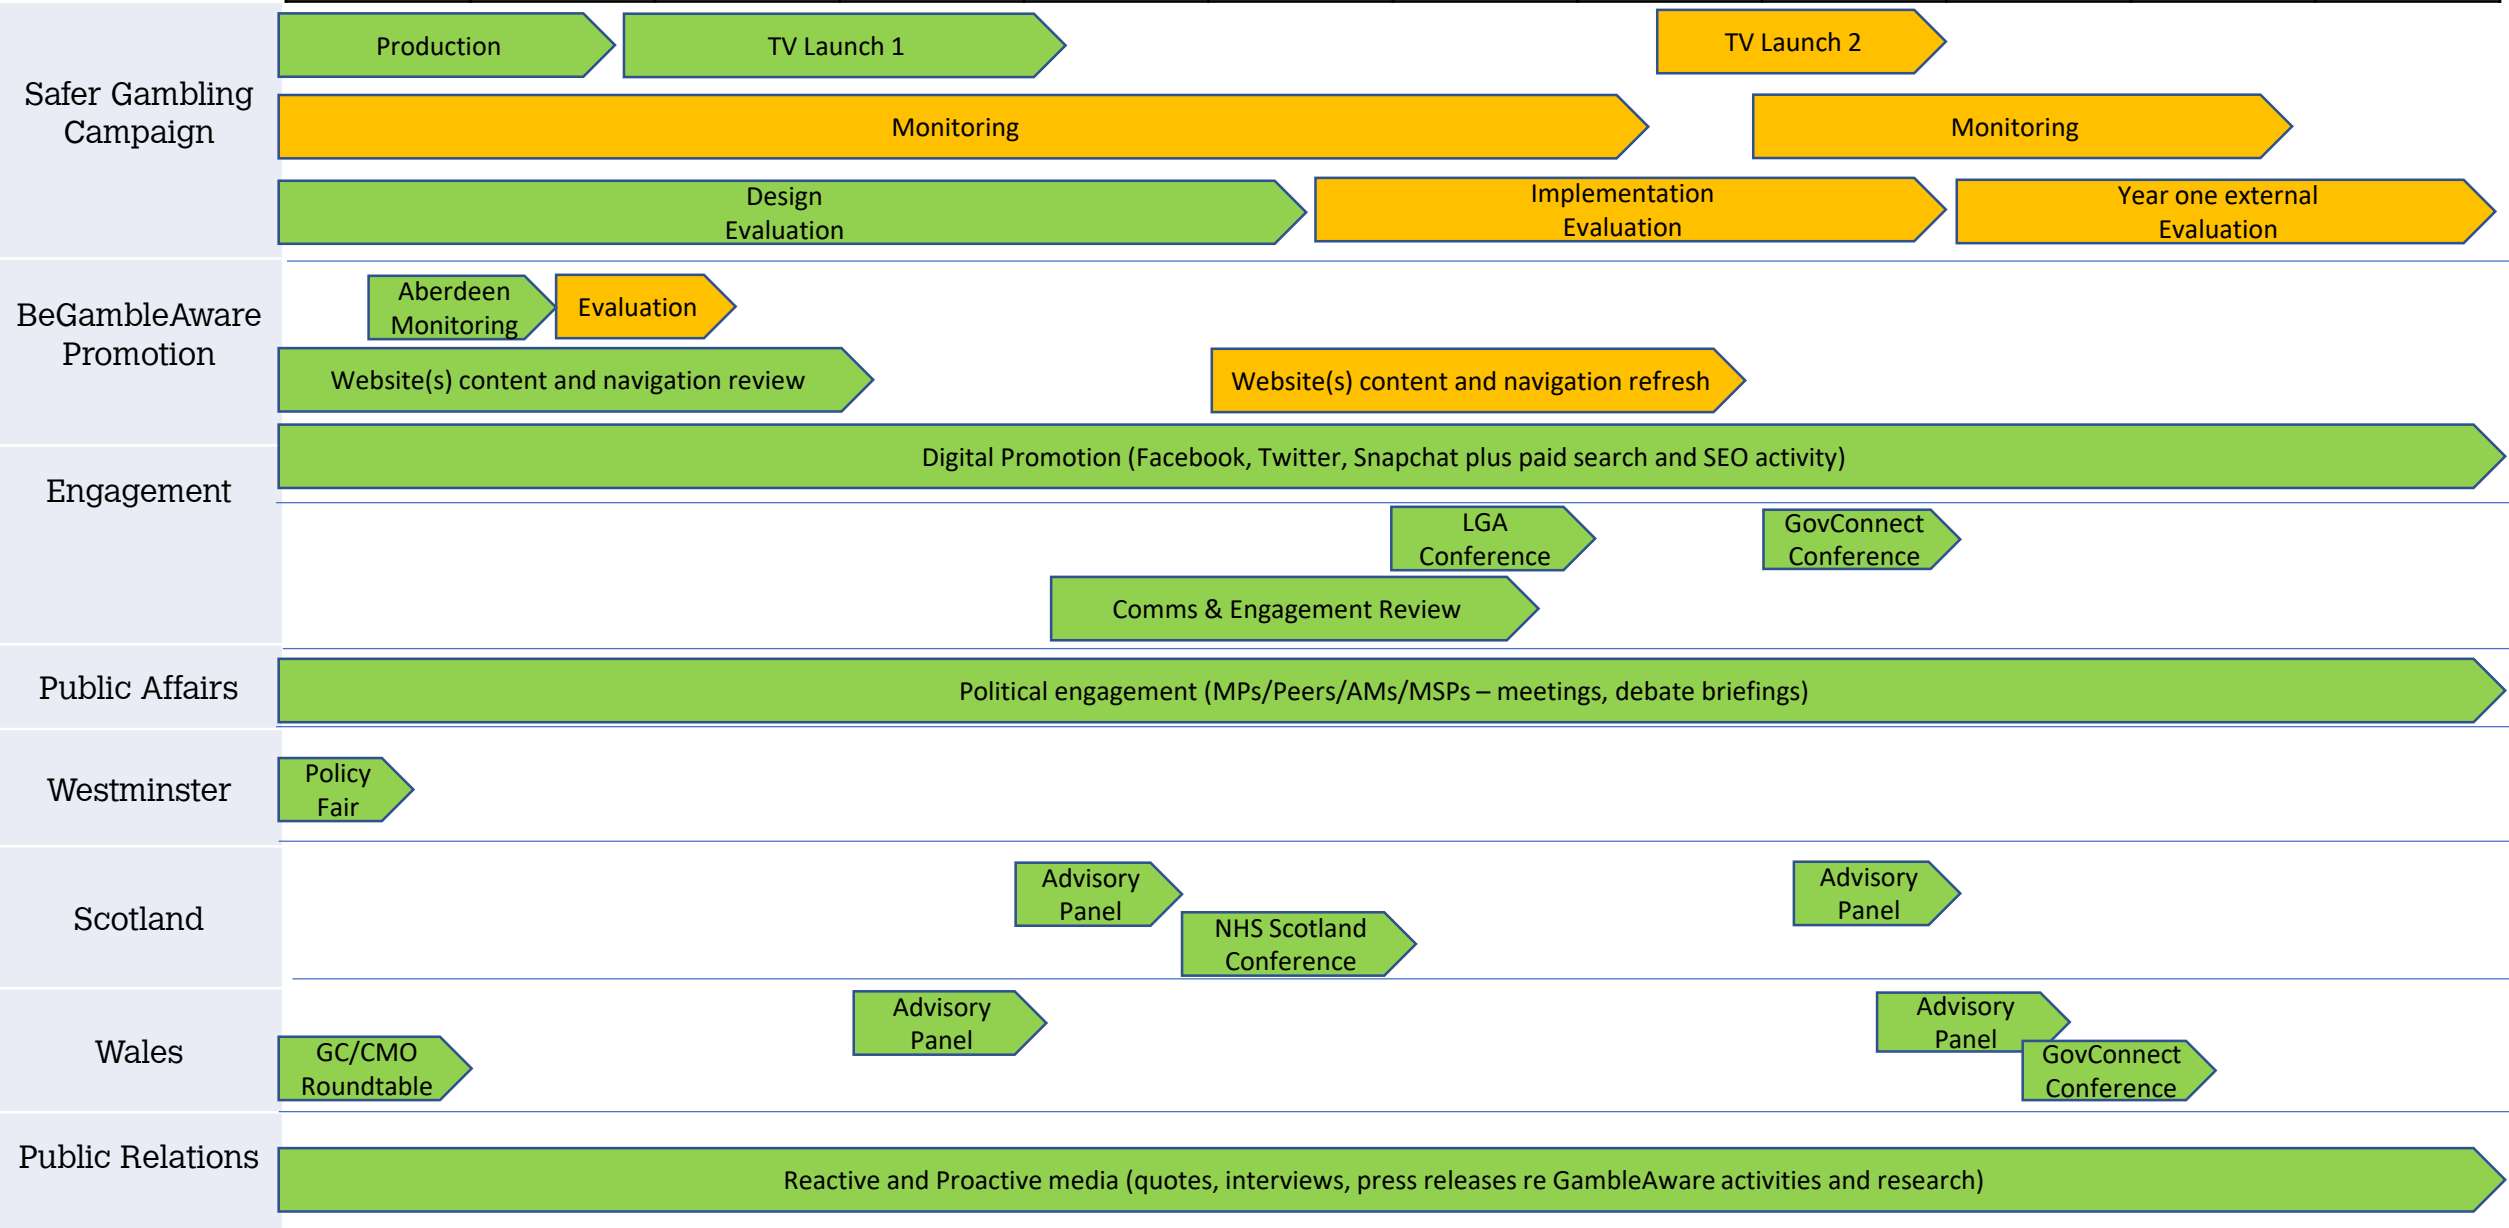 Safer Gambling
Campaign
Production
TV Launch 1
TV Launch 2
Monitoring
Monitoring
Design
Evaluation
Implementation
Evaluation
Year one external
Evaluation
BeGambleAware
Promotion
Aberdeen
Monitoring
Evaluation
Website(s) content and navigation review
Website(s) content and navigation refresh
Digital Promotion (Facebook, Twitter, Snapchat plus paid search and SEO activity)
Engagement
LGA
Conference
GovConnect
Conference
Comms & Engagement Review
Public Affairs
Political engagement (MPs/Peers/AMs/MSPs – meetings, debate briefings)
Westminster
Policy
Fair
Scotland
Advisory
Panel
NHS Scotland
Conference
Advisory
Panel
Wales
GC/CMO
Roundtable
Advisory
Panel
Advisory
Panel
GovConnect
Conference
Public Relations
Reactive and Proactive media (quotes, interviews, press releases re GambleAware activities and research)